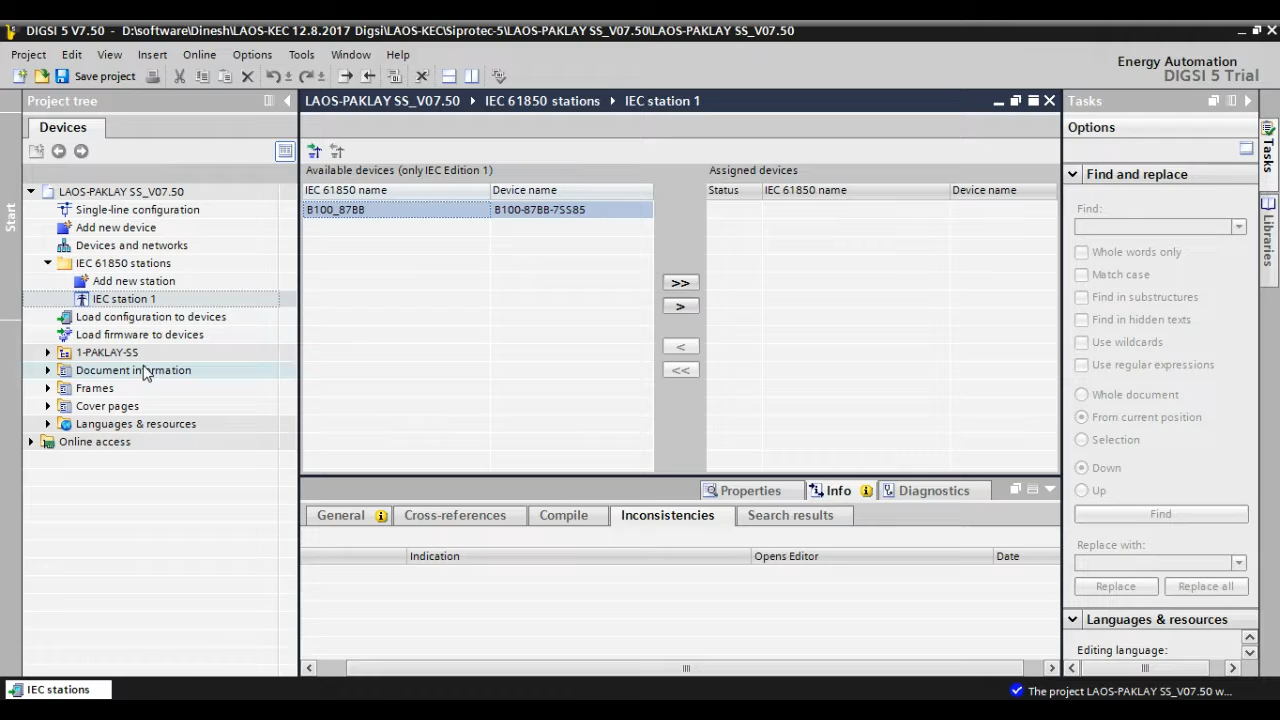 DIGSI 5 V7.50 - D:\software\Dinesh\LAOS-KEC 12.8.2017 Digsi\LAOS-KEC\Siprotec-5\LAOS-PAKLAY SS_V07.50\LAOS-PAKLAY SS_V07.50
Project Edit View Insert Online Options Tools Window Help
Energy Automation
DIGSI 5 Trial
Save project
Project tree
LAOS-PAKLAY SS_V07.50 IEC 61850 stations IEC station 1
Tasks
Devices
Options
Start
LAOS-PAKLAY SS_V07.50
Single-line configuration
Add new device
Devices and networks
IEC 61850 stations
Add new station
IEC station 1
Load configuration to devices
Load firmware to devices
1-PAKLAY-SS
Document information
Frames
Cover pages
Languages & resources
Online access
Available devices (only IEC Edition 1)
IEC 61850 name Device name
B100_87BB B100-87BB-7SS85
>>
>
<
<<
Assigned devices
Status IEC 61850 name Device name
Properties Info Diagnostics
General Cross-references Compile Inconsistencies Search results
Indication Opens Editor Date
Find and replace
Find:
Whole words only
Match case
Find in substructures
Find in hidden texts
Use wildcards
Use regular expressions
Whole document
From current position
Selection
Down
Up
Find
Replace with:
Replace Replace all
Languages & resources
Editing language:
Tasks
Libraries
IEC stations
The project LAOS-PAKLAY SS_V07.50 w...